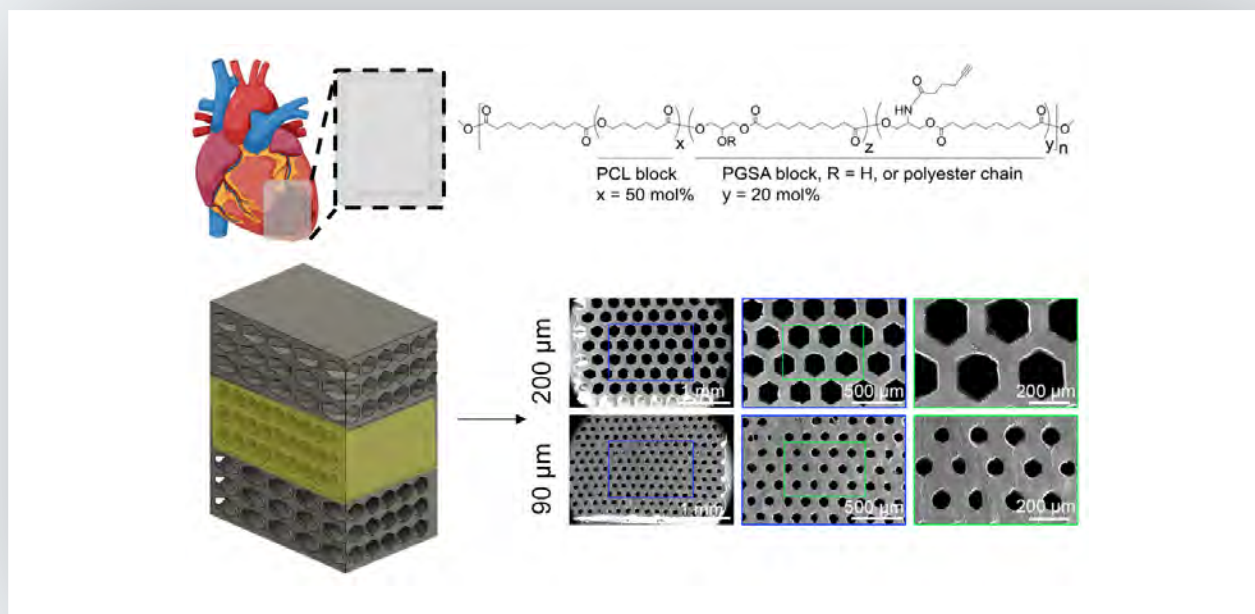 O
O
O
O
O
HN
O
O
O
O
O
O
O
OR
O
O
x
z
y
n
PCL block
x = 50 mol%
PGSA block, R = H, or polyester chain
y = 20 mol%
200 µm
1 mm
500 µm
200 µm
90 µm
1 mm
500 µm
200 µm